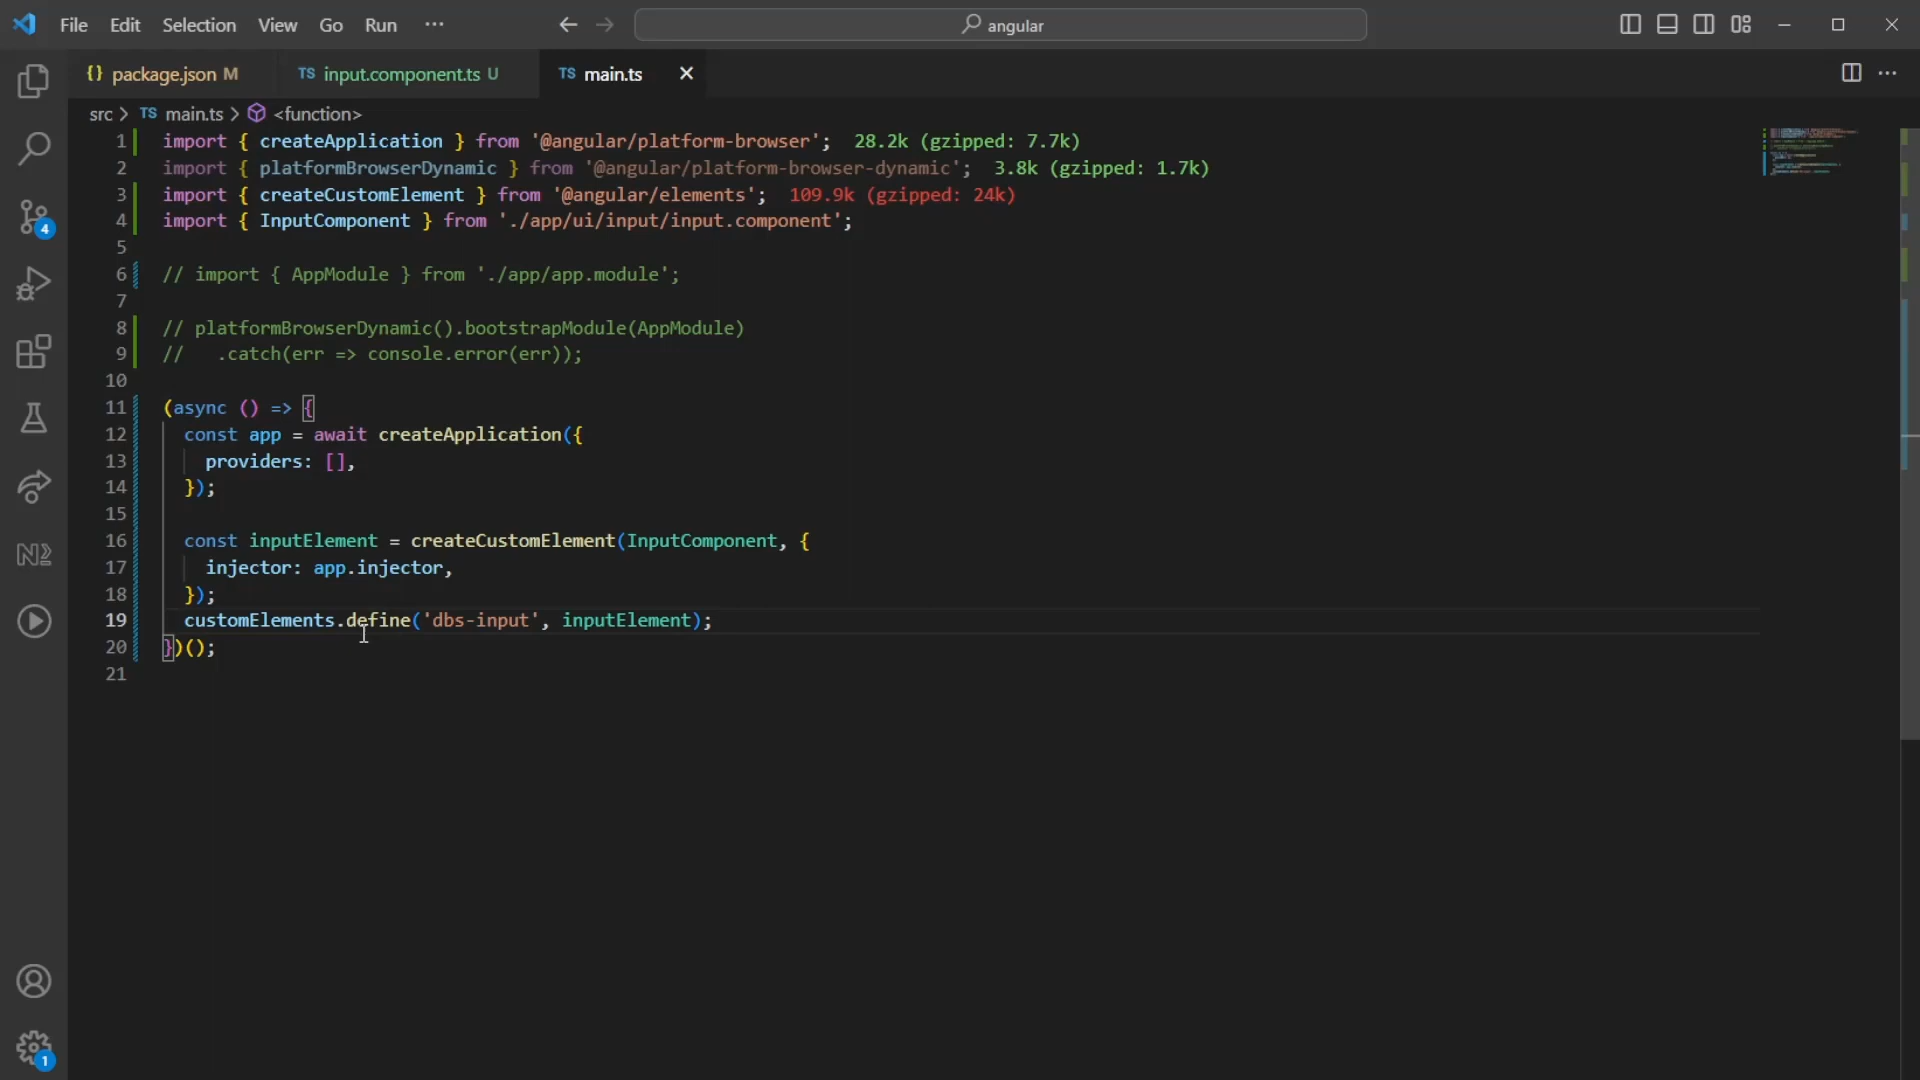 File Edit Selection View Go Run ···
angular
{} package.json M
TS input.component.ts U
TS main.ts
src > TS main.ts > <function>
1 import { createApplication } from '@angular/platform-browser'; 28.2k (gzipped: 7.7k)
2 import { platformBrowserDynamic } from '@angular/platform-browser-dynamic'; 3.8k (gzipped: 1.7k)
3 import { createCustomElement } from '@angular/elements'; 109.9k (gzipped: 24k)
4 import { InputComponent } from './app/ui/input/input.component';
5
6 // import { AppModule } from './app/app.module';
7
8 // platformBrowserDynamic().bootstrapModule(AppModule)
9 //   .catch(err => console.error(err));
10
11 (async () => {
12   const app = await createApplication({
13     providers: [],
14   });
15
16   const inputElement = createCustomElement(InputComponent, {
17     injector: app.injector,
18   });
19   customElements.define('dbs-input', inputElement);
20 })();
21
4
1